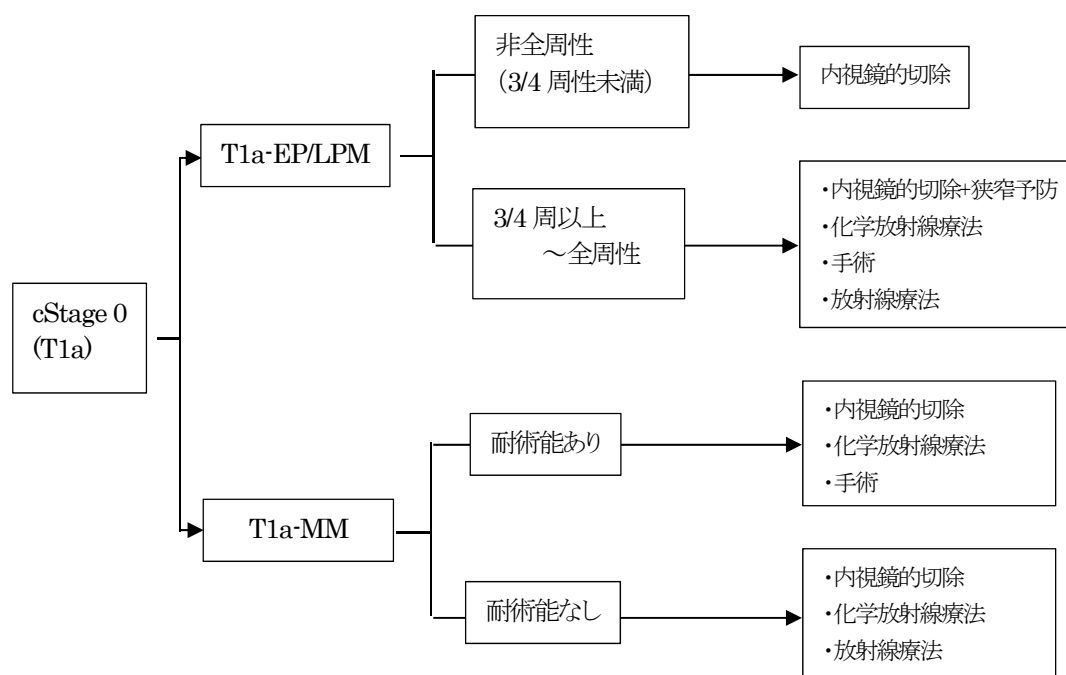 cStage 0
(T1a)
T1a-EP/LPM
非全周性
（3/4 周性未満）
内視鏡的切除
3/4 周以上
～全周性
・内視鏡的切除+狭窄予防
・化学放射線療法
・手術
・放射線療法
T1a-MM
耐術能あり
・内視鏡的切除
・化学放射線療法
・手術
耐術能なし
・内視鏡的切除
・化学放射線療法
・放射線療法